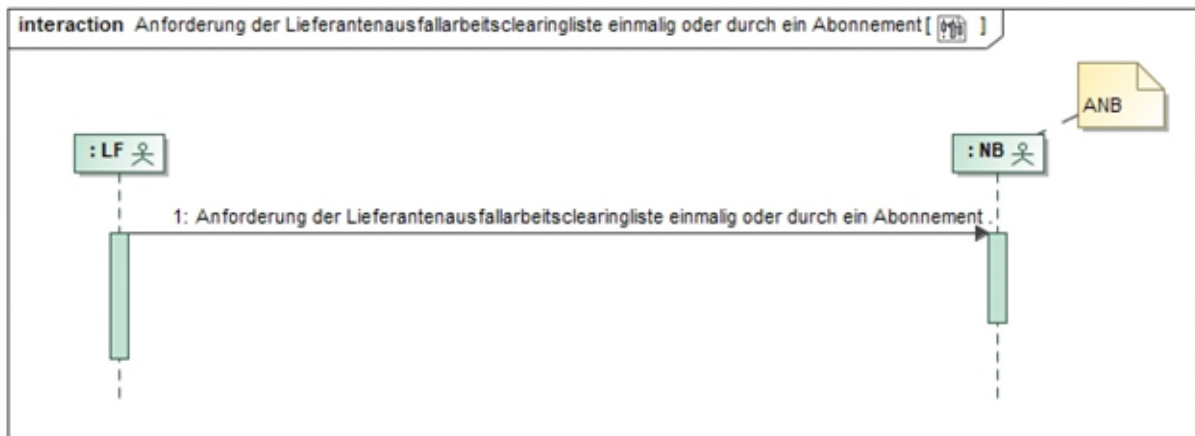 interaction Anforderung der Lieferantenausfallarbeitsclearingliste einmalig oder durch ein Abonnement [ ]
ANB
: LF
: NB
1: Anforderung der Lieferantenausfallarbeitsclearingliste einmalig oder durch ein Abonnement .